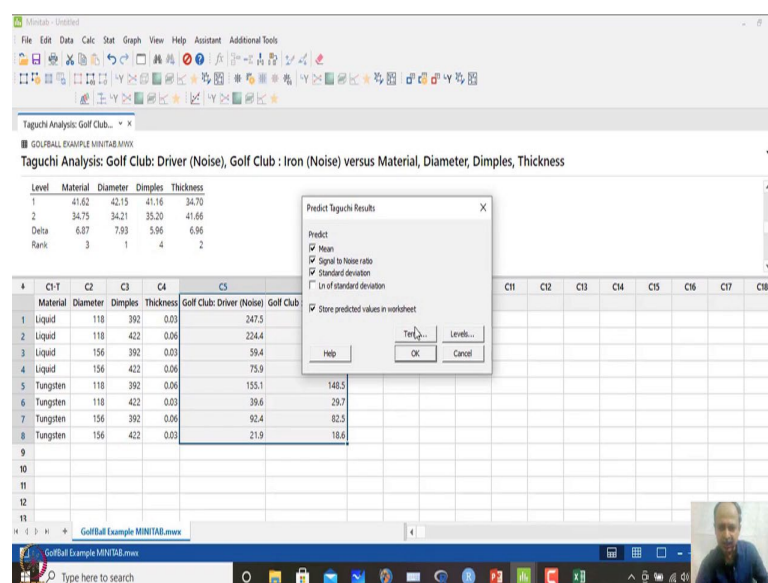 Minitab - Untitled
File Edit Data Calc Stat Graph View Help Assistant Additional Tools
Taguchi Analysis: Golf Club...
GOLFBALL EXAMPLE MINITAB.MWX
Taguchi Analysis: Golf Club: Driver (Noise), Golf Club : Iron (Noise) versus Material, Diameter, Dimples, Thickness
Level Material Diameter Dimples Thickness
1 41.62 42.15 41.16 34.70
2 34.75 34.21 35.20 41.66
Delta 6.87 7.93 5.96 6.96
Rank 3 1 4 2
Predict Taguchi Results X
Predict
Mean
Signal to Noise ratio
Standard deviation
Ln of standard deviation
Store predicted values in worksheet
Levels...
Help OK Cancel
C1-T C2 C3 C4 C5 C11 C12 C13 C14 C15 C16 C17 C18
Material Diameter Dimples Thickness Golf Club: Driver (Noise) Golf Club
1 Liquid 118 392 0.03 247.5
2 Liquid 118 422 0.06 224.4
3 Liquid 156 392 0.03 59.4
4 Liquid 156 422 0.06 75.9
5 Tungsten 118 392 0.06 155.1 148.5
6 Tungsten 118 422 0.03 39.6 29.7
7 Tungsten 156 392 0.06 92.4 82.5
8 Tungsten 156 422 0.03 21.9 18.6
9
10
11
12
13
GolfBall Example MINITAB.mwx
GolfBall Example MINITAB.mwx
Type here to search